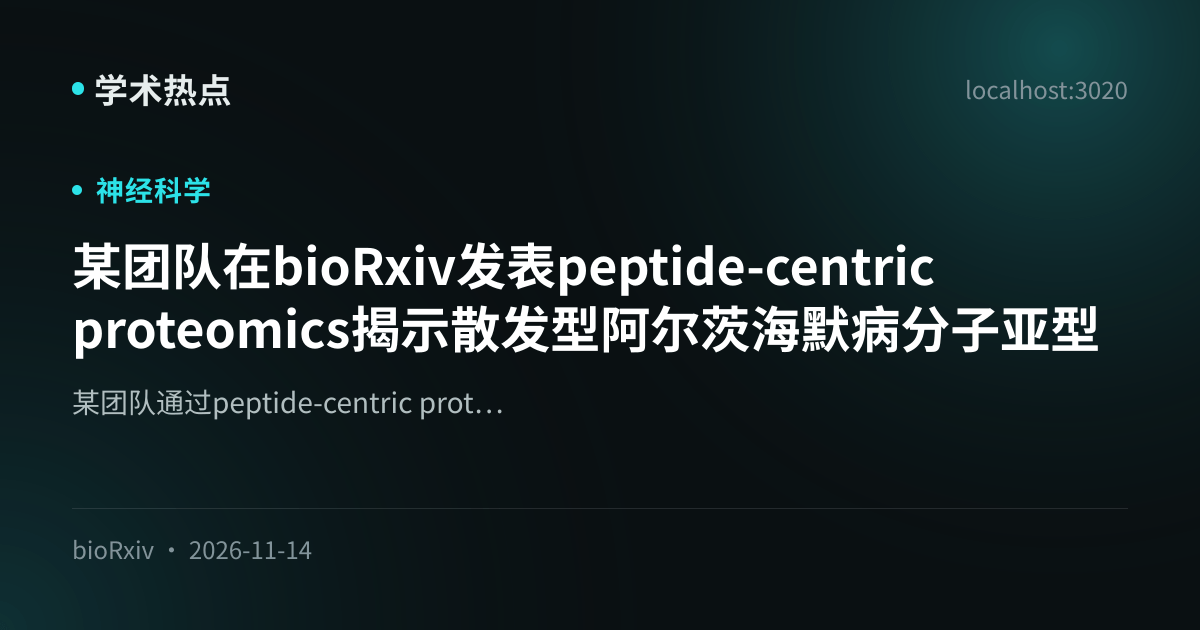 学术热点
localhost:3020
神经科学
某团队在bioRxiv发表peptide-centric
proteomics揭示散发型阿尔茨海默病分子亚型
某团队通过peptide-centric prot…
bioRxiv • 2026-11-14